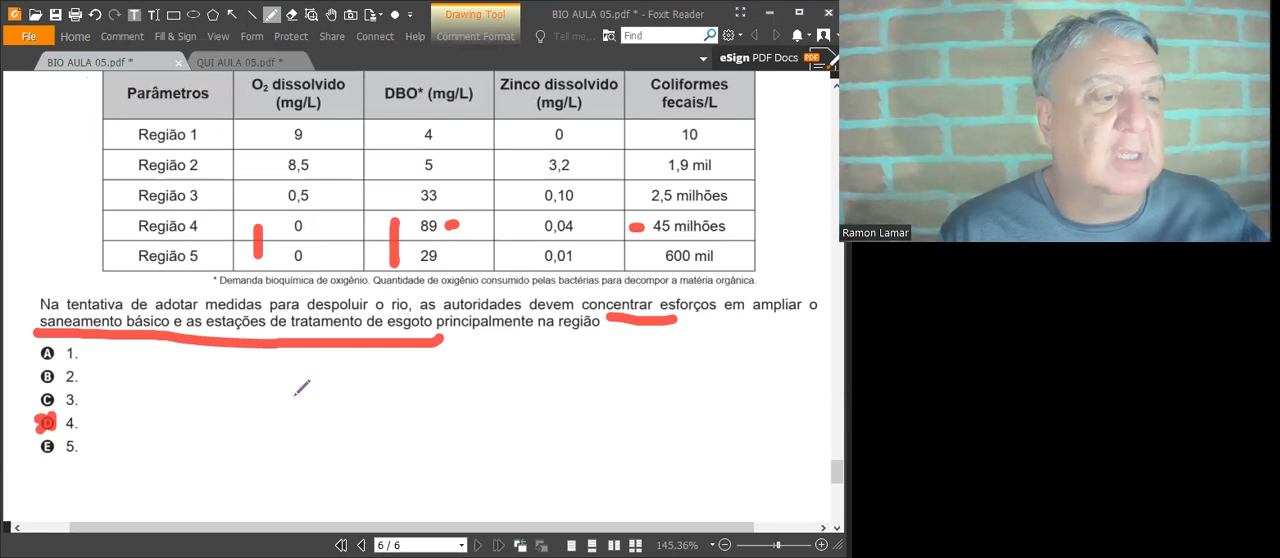 BIO AULA 05.pdf * - Foxit Reader
Drawing Tool
File Home Comment Fill & Sign View Form Protect Share Connect Help Comment Format Tell me... Find
BIO AULA 05.pdf * QUI AULA 05.pdf *
eSign PDF Docs PDF
Parâmetros O2 dissolvido (mg/L) DBO* (mg/L) Zinco dissolvido (mg/L) Coliformes fecais/L
Região 1 9 4 0 10
Região 2 8,5 5 3,2 1,9 mil
Região 3 0,5 33 0,10 2,5 milhões
Região 4 0 89 0,04 45 milhões
Região 5 0 29 0,01 600 mil
* Demanda bioquímica de oxigênio. Quantidade de oxigênio consumido pelas bactérias para decompor a matéria orgânica.
Na tentativa de adotar medidas para despoluir o rio, as autoridades devem concentrar esforços em ampliar o
saneamento básico e as estações de tratamento de esgoto principalmente na região
A 1.
B 2.
C 3.
D 4.
E 5.
6 / 6 145.36%
Ramon Lamar